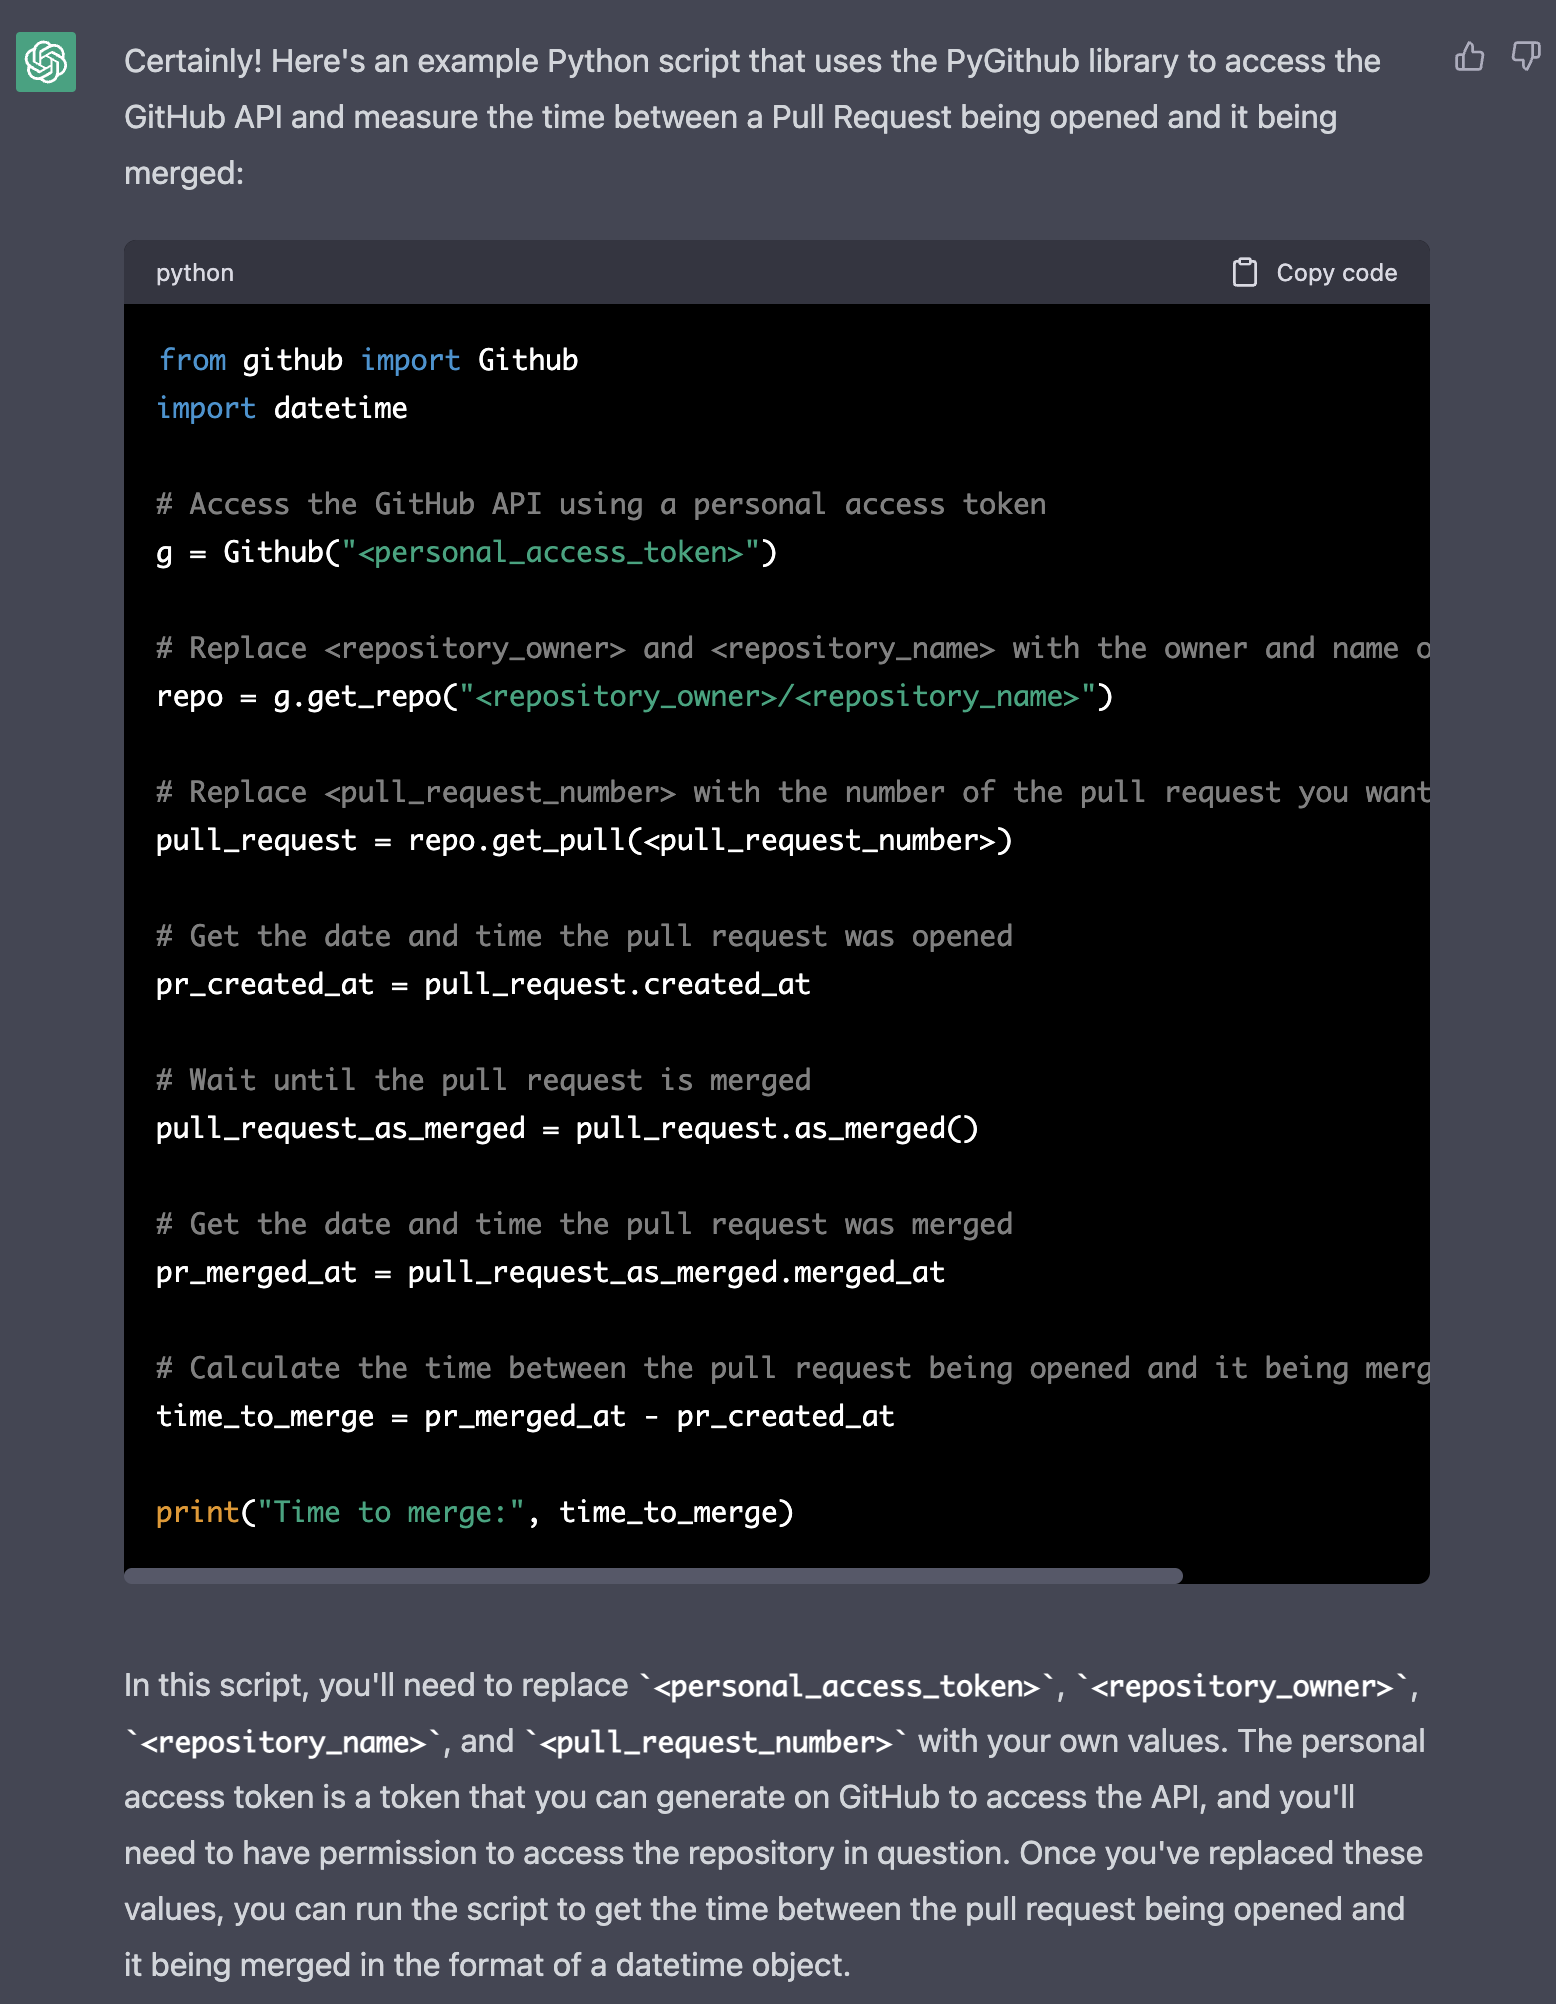 Certainly! Here's an example Python script that uses the PyGithub library to access the
GitHub API and measure the time between a Pull Request being opened and it being
merged:
python
Copy code
from github import Github
import datetime
# Access the GitHub API using a personal access token
g = Github("<personal_access_token>")
# Replace <repository_owner> and <repository_name> with the owner and name o
repo = g.get_repo("<repository_owner>/<repository_name>")
# Replace <pull_request_number> with the number of the pull request you want
pull_request = repo.get_pull(<pull_request_number>)
# Get the date and time the pull request was opened
pr_created_at = pull_request.created_at
# Wait until the pull request is merged
pull_request_as_merged = pull_request.as_merged()
# Get the date and time the pull request was merged
pr_merged_at = pull_request_as_merged.merged_at
# Calculate the time between the pull request being opened and it being merg
time_to_merge = pr_merged_at - pr_created_at
print("Time to merge:", time_to_merge)
In this script, you'll need to replace `<personal_access_token>`, `<repository_owner>`,
`<repository_name>`, and `<pull_request_number>` with your own values. The personal
access token is a token that you can generate on GitHub to access the API, and you'll
need to have permission to access the repository in question. Once you've replaced these
values, you can run the script to get the time between the pull request being opened and
it being merged in the format of a datetime object.